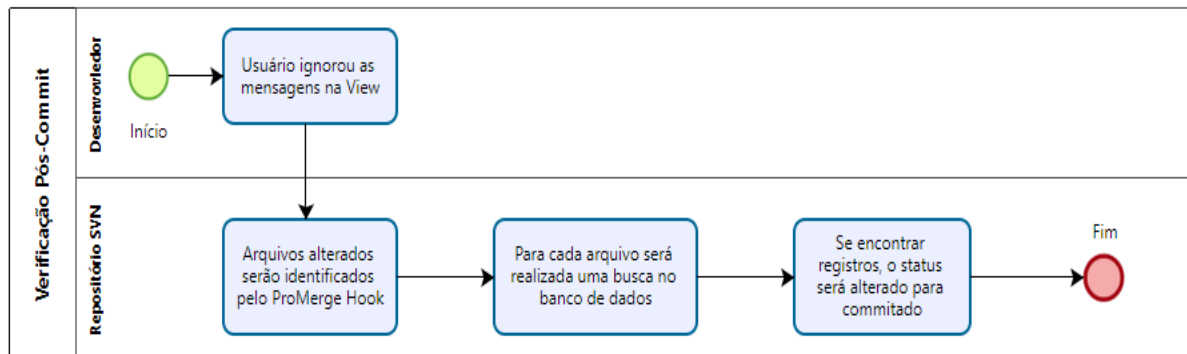 Verificação Pós-Commit
Desenvovledor
Início
Usuário ignorou as
mensagens na View
Repositório SVN
Arquivos alterados
serão identificados
pelo ProMerge Hook
Para cada arquivo será
realizada uma busca no
banco de dados
Se encontrar
registros, o status
será alterado para
commitado
Fim